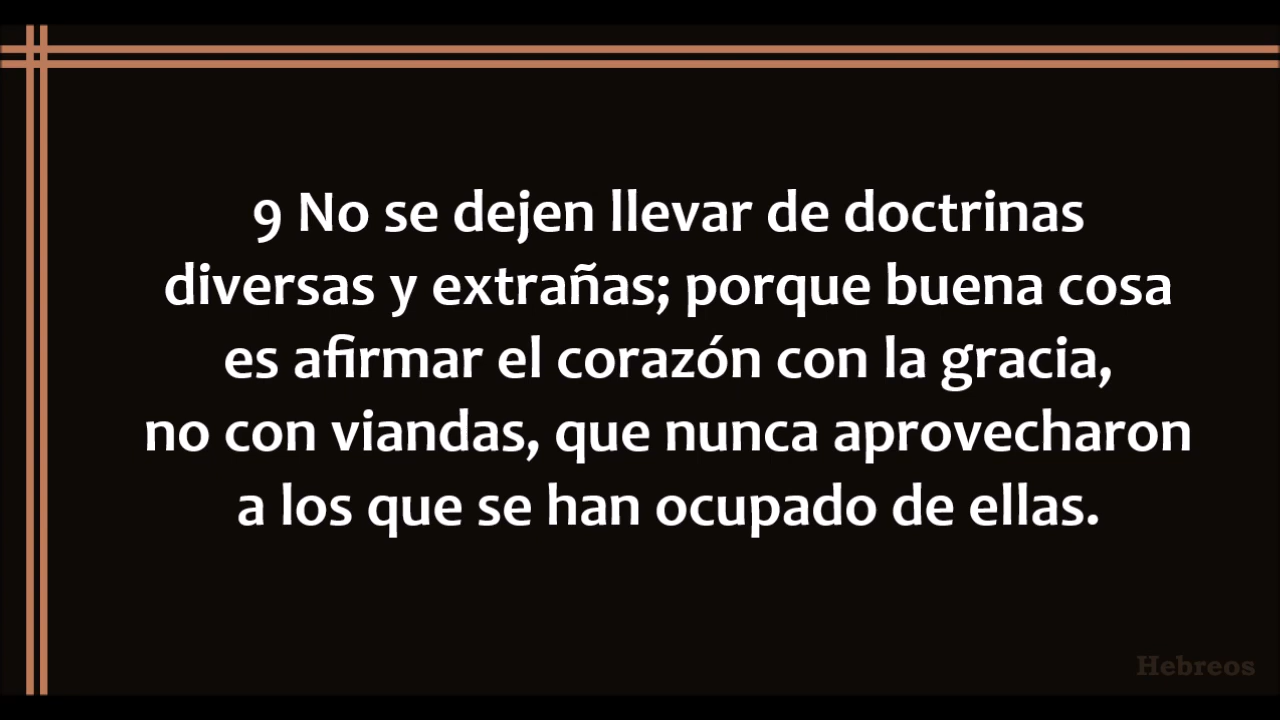 9 No se dejen llevar de doctrinas
diversas y extrañas; porque buena cosa
es afirmar el corazón con la gracia,
no con viandas, que nunca aprovecharon
a los que se han ocupado de ellas.
Hebreos